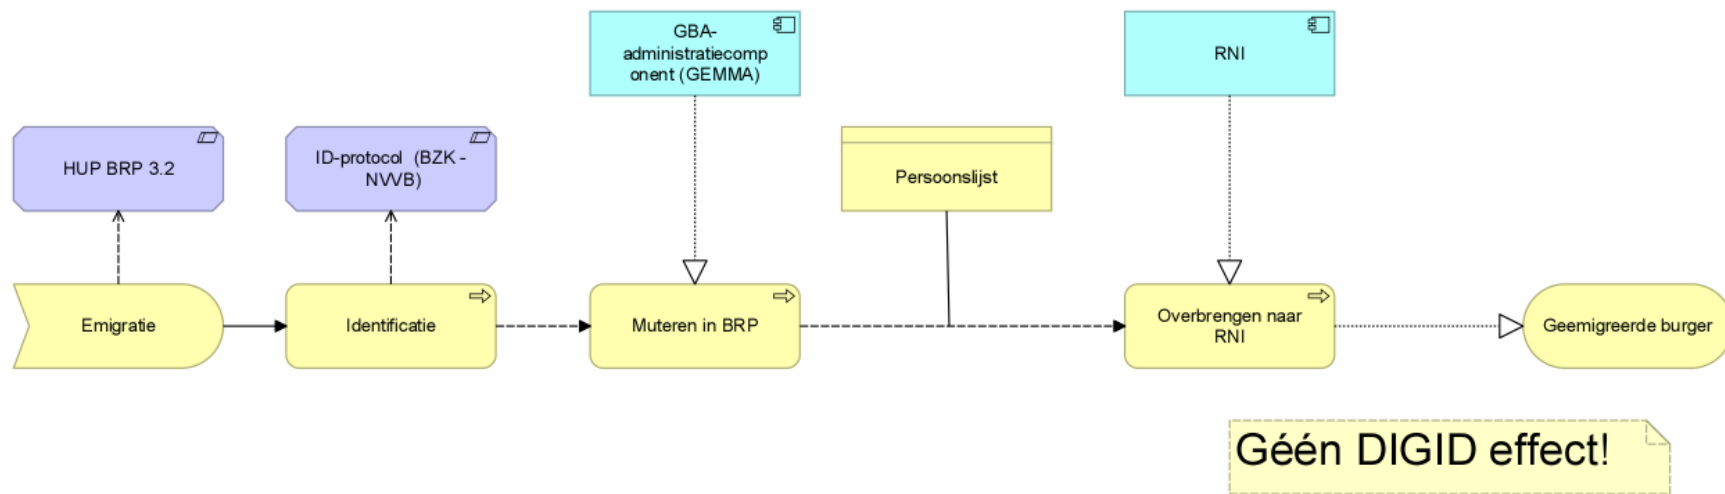 GBA-
administratiecomp
onent (GEMMA)
RNI
HUP BRP 3.2
ID-protocol (BZK -
NVVB)
Persoonslijst
Emigratie
Identificatie
Muteren in BRP
Overbrengen naar
RNI
Geemigreerde burger
Géén DIGID effect!